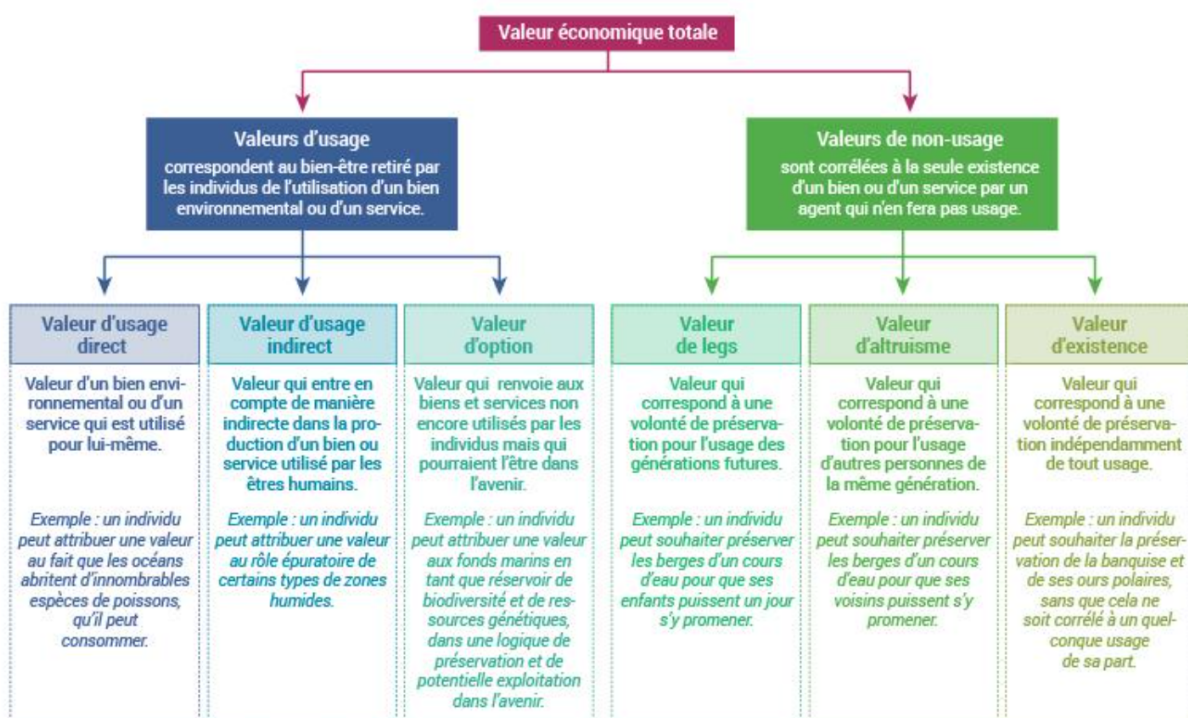 Valeur économique totale
Valeurs d'usage
correspondent au bien-être retiré par
les individus de l'utilisation d'un bien
environnemental ou d'un service.
Valeurs de non-usage
sont corrélées à la seule existence
d'un bien ou d'un service par un
agent qui n'en fera pas usage.
Valeur d'usage
direct
Valeur d'un bien envi-
ronnemental ou d'un
service qui est utilisé
pour lui-même.
Exemple : un individu
peut attribuer une valeur
au fait que les océans
abritent d'innombrables
espèces de poissons,
qu'il peut
consommer.
Valeur d'usage
indirect
Valeur qui entre en
compte de manière
indirecte dans la pro-
duction d'un bien ou
service utilisé par les
êtres humains.
Exemple : un individu
peut attribuer une valeur
au rôle épuratoire de
certains types de zones
humides.
Valeur
d'option
Valeur qui renvoie aux
biens et services non
encore utilisés par les
individus mais qui
pourraient l'être dans
l'avenir.
Exemple : un individu
peut attribuer une valeur
aux fonds marins en
tant que réservoir de
biodiversité et de res-
sources génétiques,
dans une logique de
préservation et de
potentielle exploitation
dans l'avenir.
Valeur
de legs
Valeur qui
correspond à une
volonté de préserva-
tion pour l'usage des
générations futures.
Exemple : un individu
peut souhaiter préserver
les berges d'un cours
d'eau pour que ses
enfants puissent un jour
s'y promener.
Valeur
d'altruisme
Valeur qui
correspond à une
volonté de préserva-
tion pour l'usage
d'autres personnes de
la même génération.
Exemple : un individu
peut souhaiter préserver
les berges d'un cours
d'eau pour que ses
voisins puissent s'y
promener.
Valeur
d'existence
Valeur qui
correspond à une
volonté de préserva-
tion indépendamment
de tout usage.
Exemple : un individu
peut souhaiter la préser-
vation de la banquise et
de ses ours polaires,
sans que cela ne
soit corrélé à un quel-
conque usage
de sa part.